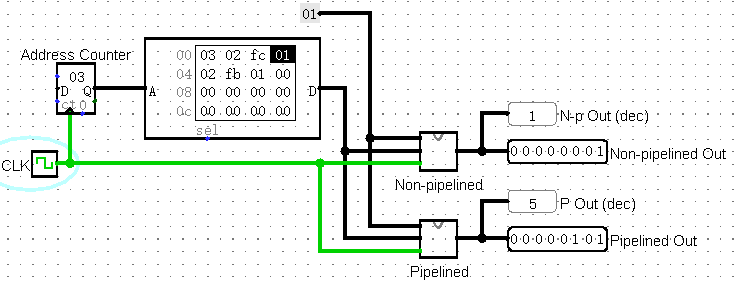 01
Address Counter
03
D Q
ct0
A
00 03 02 fc 01
04 02 fb 01 00
08 00 00 00 00
0c 00 00 00 00
D
sel
CLK
1
N-p Out (dec)
0 0 0 0 0 0 0 1
Non-pipelined Out
Non-pipelined
5
P Out (dec)
0 0 0 0 0 1 0 1
Pipelined Out
Pipelined